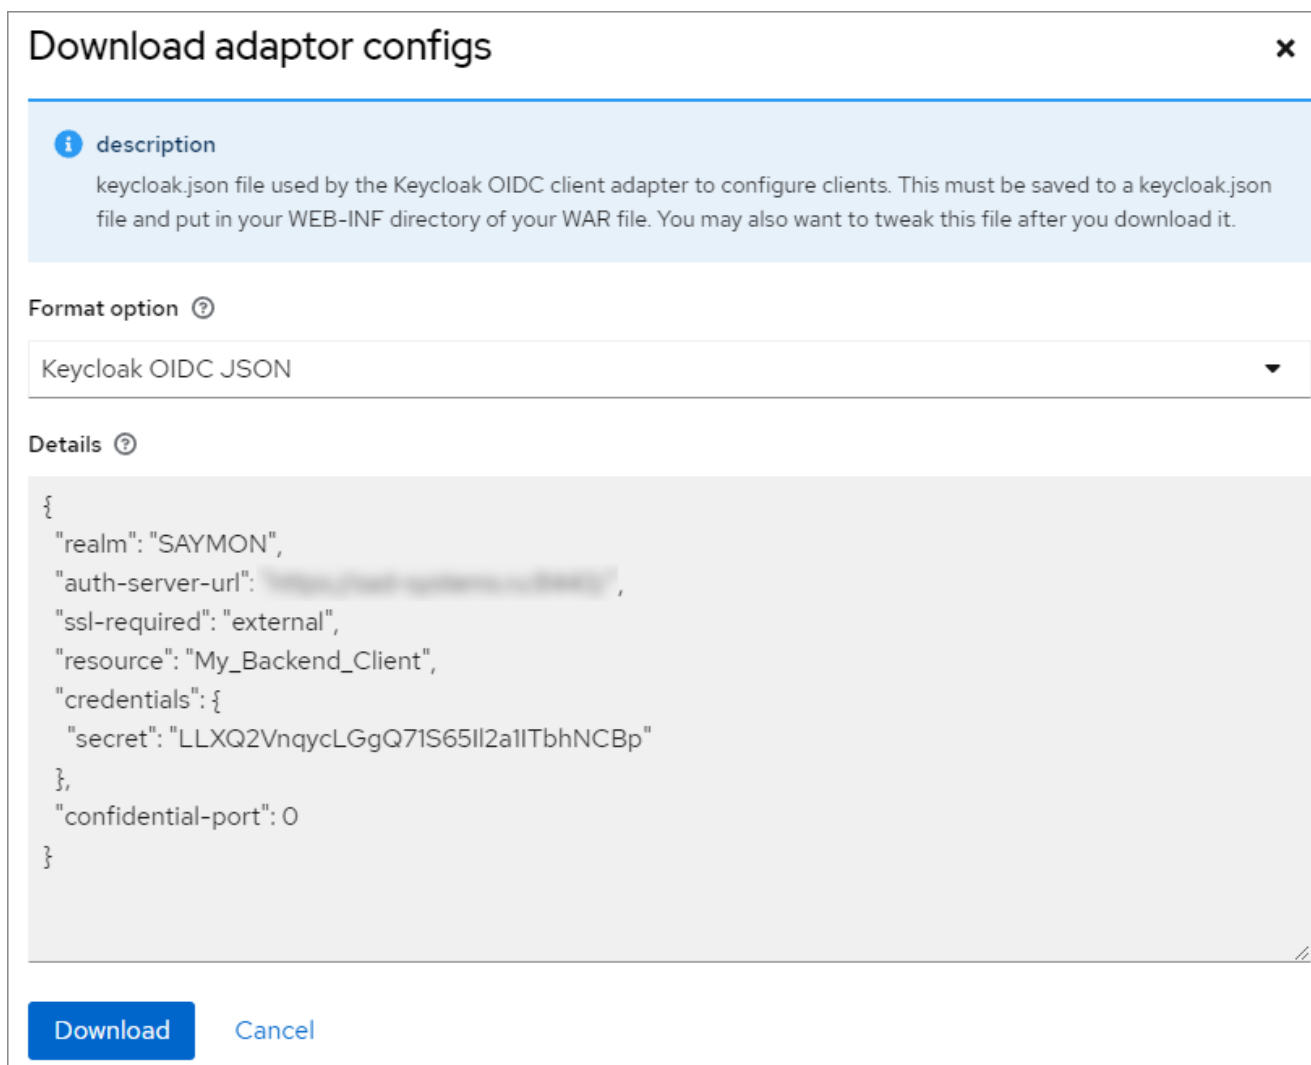 Download adaptor configs
description
keycloak.json file used by the Keycloak OIDC client adapter to configure clients. This must be saved to a keycloak.json
file and put in your WEB-INF directory of your WAR file. You may also want to tweak this file after you download it.
Format option
Keycloak OIDC JSON
Details
{
"realm": "SAYMON",
"auth-server-url": ,
"ssl-required": "external",
"resource": "My_Backend_Client",
"credentials": {
"secret":
},
"confidential-port": 0
}
Download
Cancel